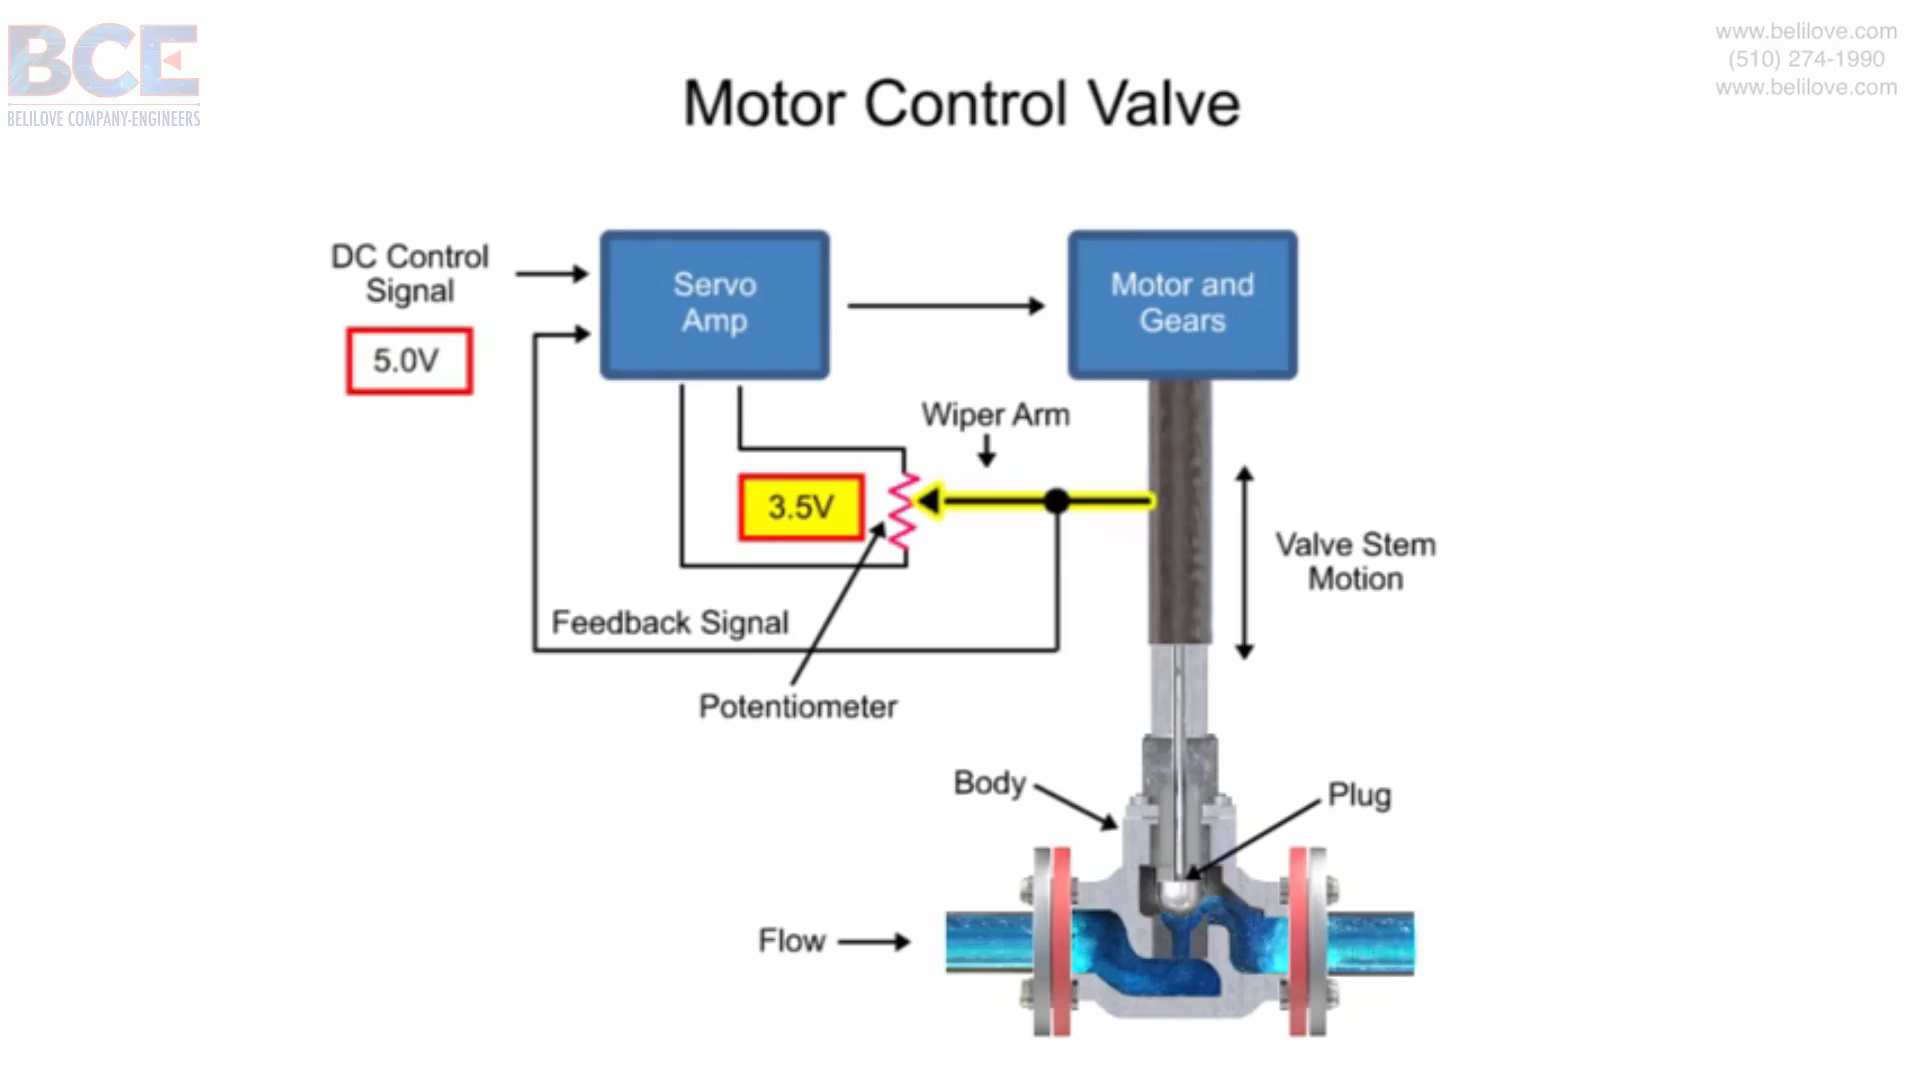 BCE
BELILOVE COMPANY-ENGINEERS
www.belilove.com
(510) 274-1990
www.belilove.com
Motor Control Valve
DC Control
Signal
5.0V
Servo
Amp
Motor and
Gears
Wiper Arm
3.5V
Valve Stem
Motion
Feedback Signal
Potentiometer
Body
Plug
Flow